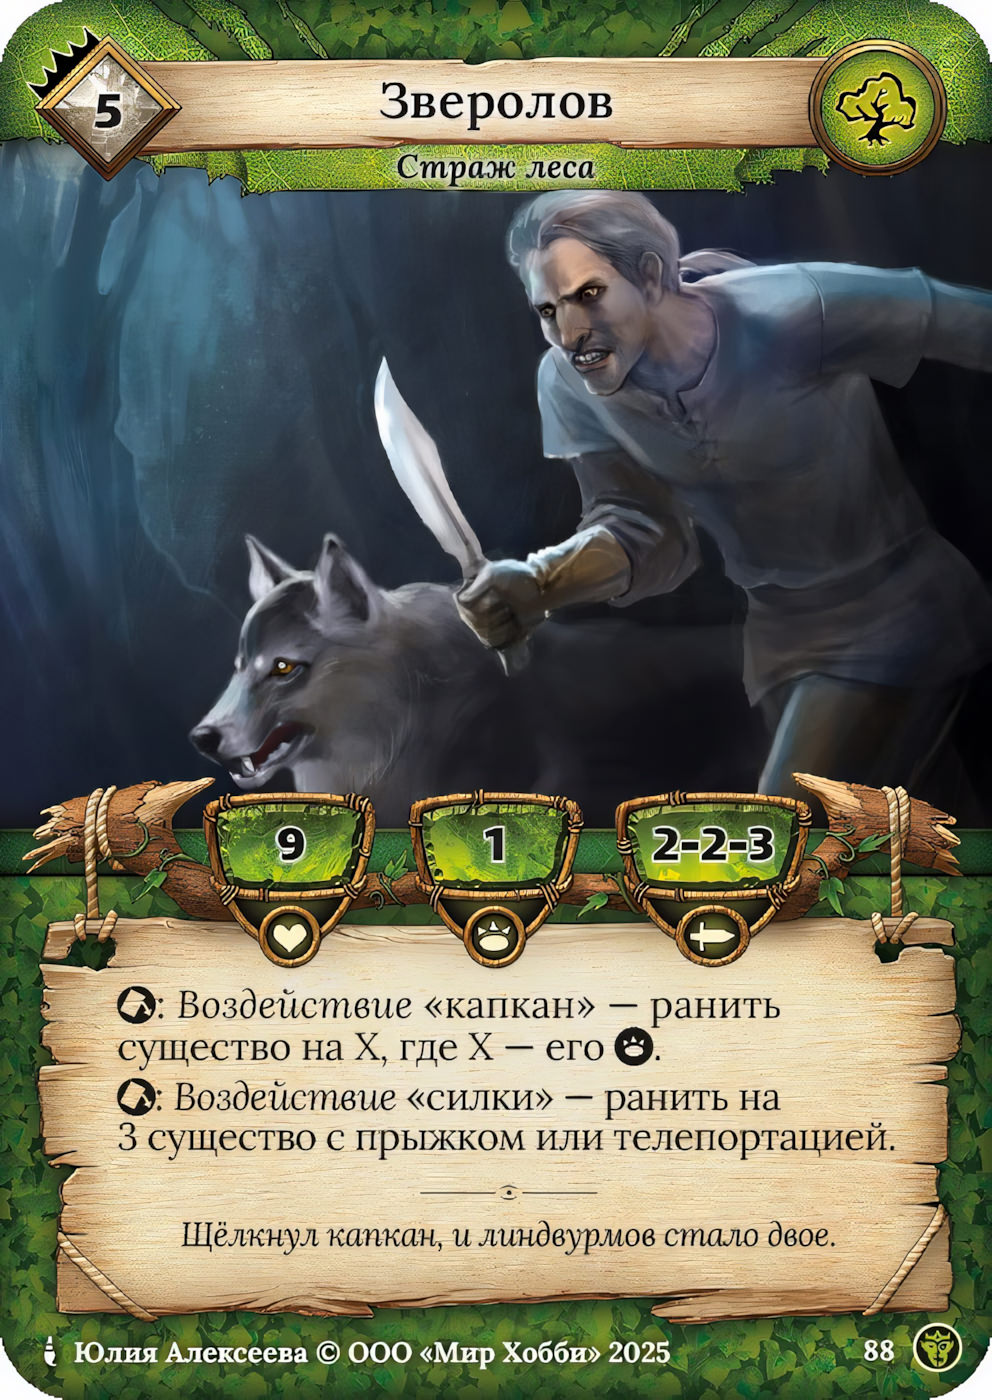 5
Зверолов
Страж леса
9
1
2-2-3
: Воздействие «капкан» — ранить
существо на X, где X — его .
: Воздействие «силки» — ранить на
3 существо с прыжком или телепортацией.
Щёлкнул капкан, и линдвурмов стало двое.
Юлия Алексеева © ООО «Мир Хобби» 2025
88